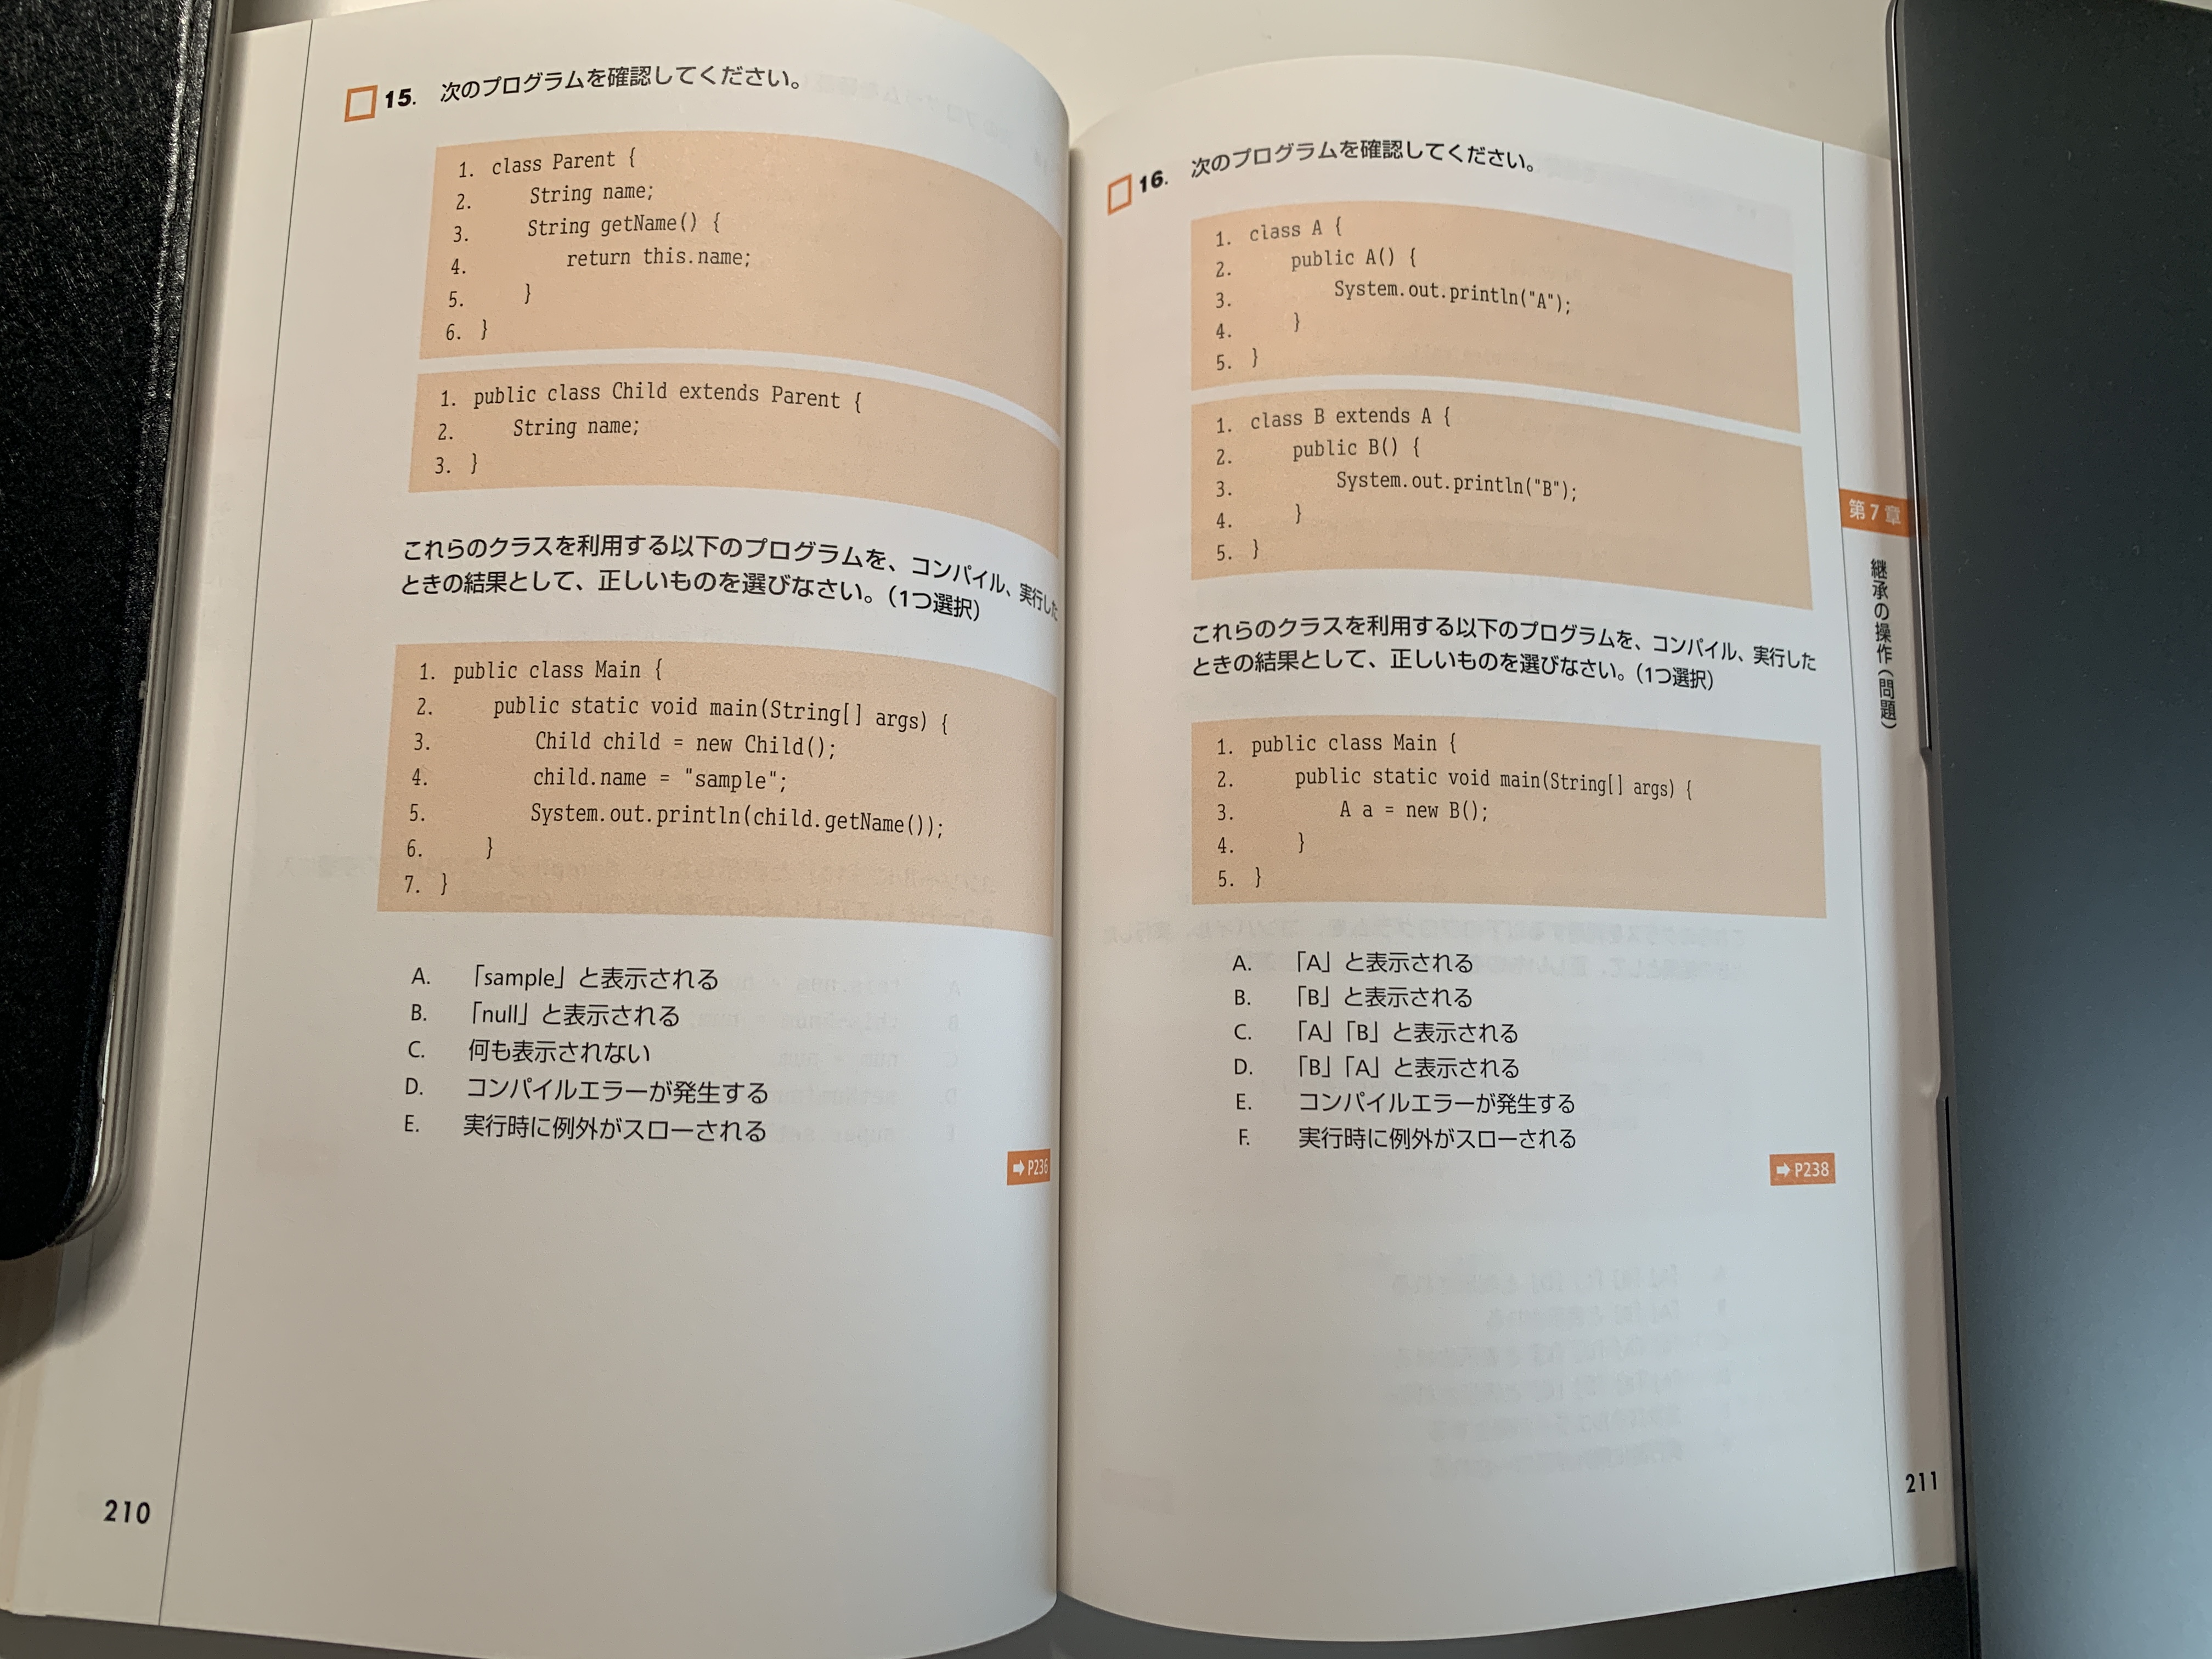 15. 次のプログラムを確認してください。
1. class Parent {
2. String name;
3. String getName() {
4. return this.name;
5. }
6. }
1. public class Child extends Parent {
2. String name;
3. }
これらのクラスを利用する以下のプログラムを、コンパイル、実行した
ときの結果として、正しいものを選びなさい。（1つ選択）
1. public class Main {
2. public static void main(String[] args) {
3. Child child = new Child();
4. child.name = "sample";
5. System.out.println(child.getName());
6. }
7. }
A. 「sample」と表示される
B. 「null」と表示される
C. 何も表示されない
D. コンパイルエラーが発生する
E. 実行時に例外がスローされる
➡ P236
210
16. 次のプログラムを確認してください。
1. class A {
2. public A() {
3. System.out.println("A");
4. }
5. }
1. class B extends A {
2. public B() {
3. System.out.println("B");
4. }
5. }
これらのクラスを利用する以下のプログラムを、コンパイル、実行した
ときの結果として、正しいものを選びなさい。（1つ選択）
1. public class Main {
2. public static void main(String[] args) {
3. A a = new B();
4. }
5. }
A. 「A」と表示される
B. 「B」と表示される
C. 「A」「B」と表示される
D. 「B」「A」と表示される
E. コンパイルエラーが発生する
F. 実行時に例外がスローされる
➡ P238
第7章
継承の操作（問題）
211